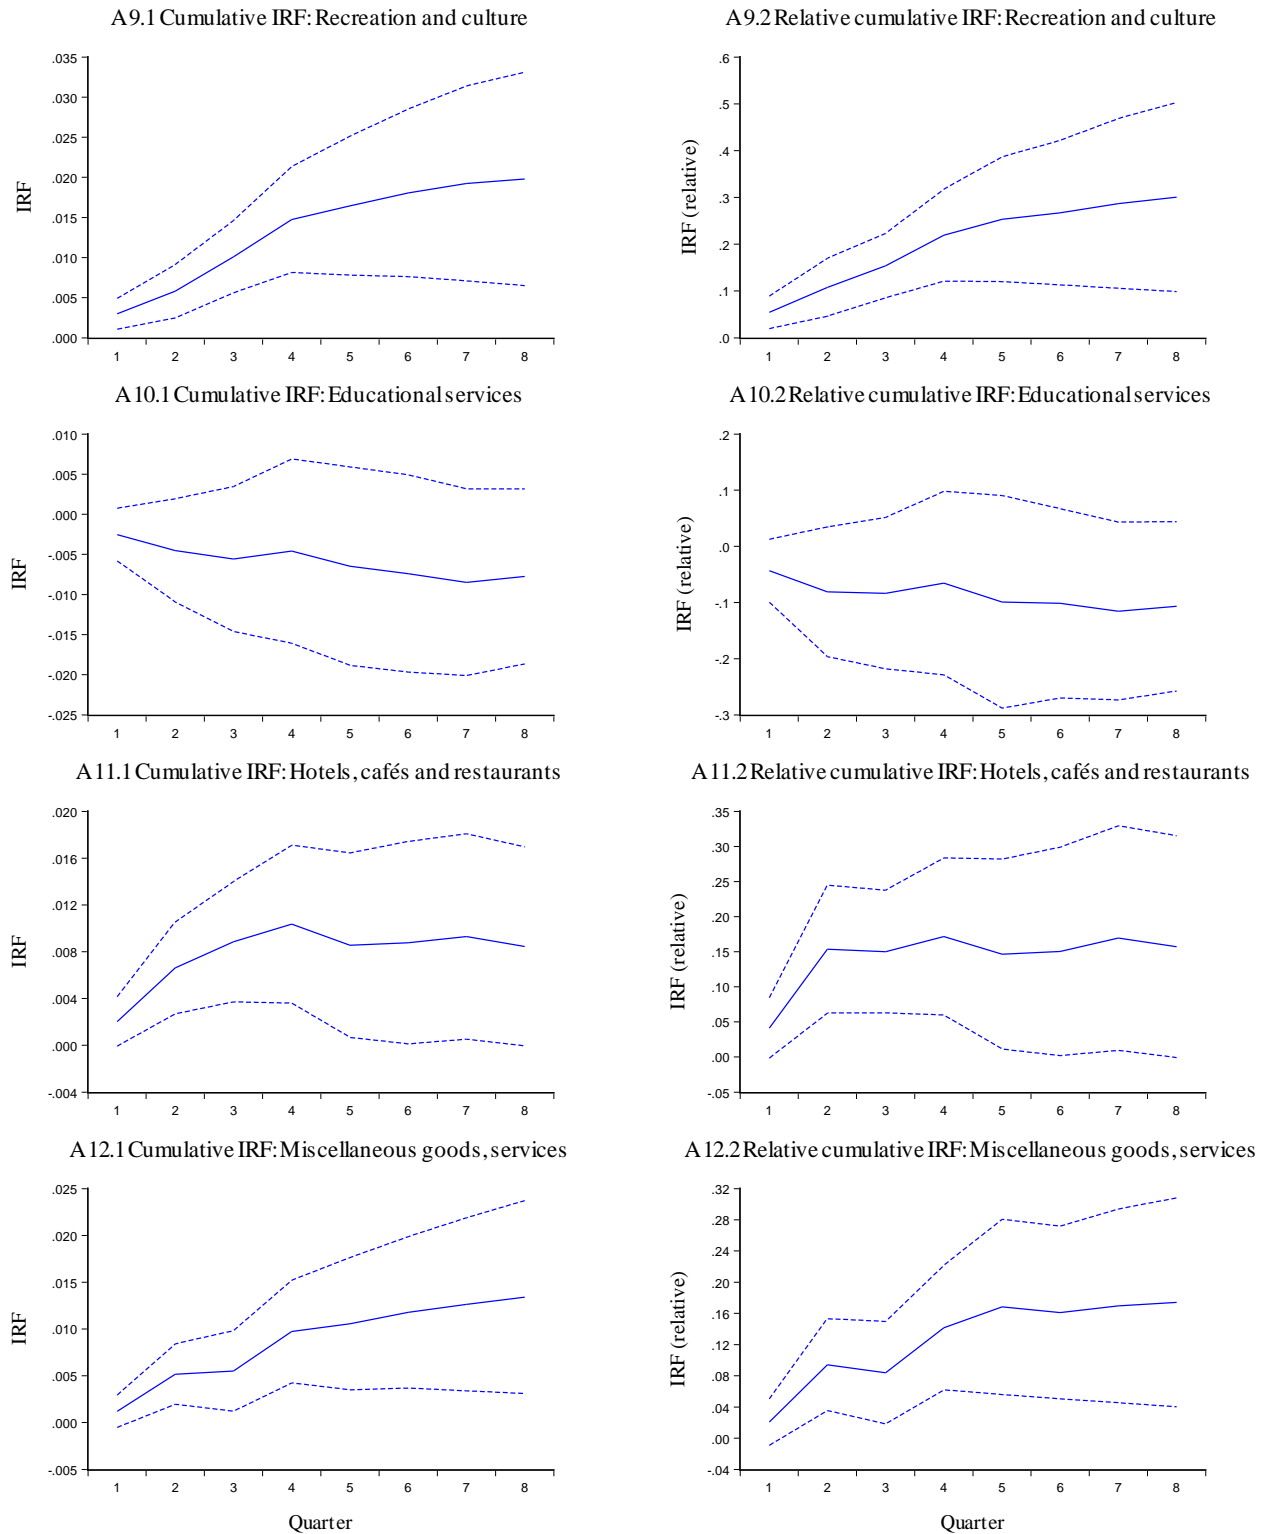 A9.1 Cumulative IRF: Recreation and culture
.035
.030
.025
.020
.015
.010
.005
.000
IRF
1 2 3 4 5 6 7 8
A9.2 Relative cumulative IRF: Recreation and culture
.6
.5
.4
.3
.2
.1
.0
IRF (relative)
1 2 3 4 5 6 7 8
A10.1 Cumulative IRF: Educational services
.010
.005
.000
-.005
-.010
-.015
-.020
-.025
IRF
1 2 3 4 5 6 7 8
A10.2 Relative cumulative IRF: Educational services
.2
.1
.0
-.1
-.2
-.3
IRF (relative)
1 2 3 4 5 6 7 8
A11.1 Cumulative IRF: Hotels, cafés and restaurants
.020
.016
.012
.008
.004
.000
-.004
IRF
1 2 3 4 5 6 7 8
A11.2 Relative cumulative IRF: Hotels, cafés and restaurants
.35
.30
.25
.20
.15
.10
.05
.00
-.05
IRF (relative)
1 2 3 4 5 6 7 8
A12.1 Cumulative IRF: Miscellaneous goods, services
.025
.020
.015
.010
.005
.000
-.005
IRF
1 2 3 4 5 6 7 8
Quarter
A12.2 Relative cumulative IRF: Miscellaneous goods, services
.32
.28
.24
.20
.16
.12
.08
.04
.00
-.04
IRF (relative)
1 2 3 4 5 6 7 8
Quarter